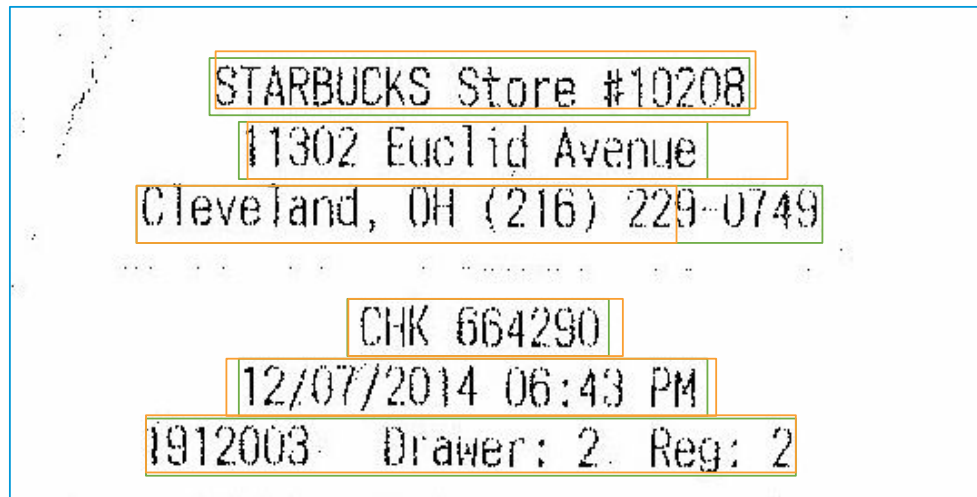 STARBUCKS Store #10208
11302 Euclid Avenue
Cleveland, OH (216) 229-0749
CHK 664290
12/07/2014 06:43 PM
1912003 Drawer: 2 Reg: 2